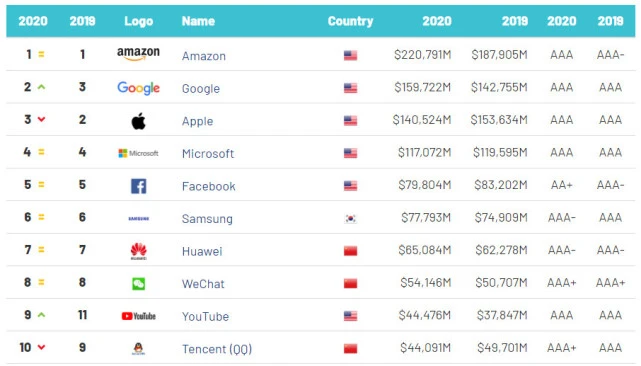 2020 2019 Logo Name Country 2020 2019 2020 2019
1 = 1 amazon Amazon $220,791M $187,905M AAA AAA-
2 3 Google Google $159,722M $142,755M AAA AAA
3 2 Apple $140,524M $153,634M AAA AAA
4 = 4 Microsoft Microsoft $117,072M $119,595M AAA AAA
5 = 5 f Facebook $79,804M $83,202M AA+ AAA-
6 = 6 SAMSUNG Samsung $77,793M $74,909M AAA- AAA
7 = 7 HUAWEI Huawei $65,084M $62,278M AAA- AAA-
8 = 8 WeChat $54,146M $50,707M AAA+ AAA+
9 11 YouTube YouTube $44,476M $37,847M AAA AAA
10 9 Tencent (QQ) $44,091M $49,701M AAA+ AAA